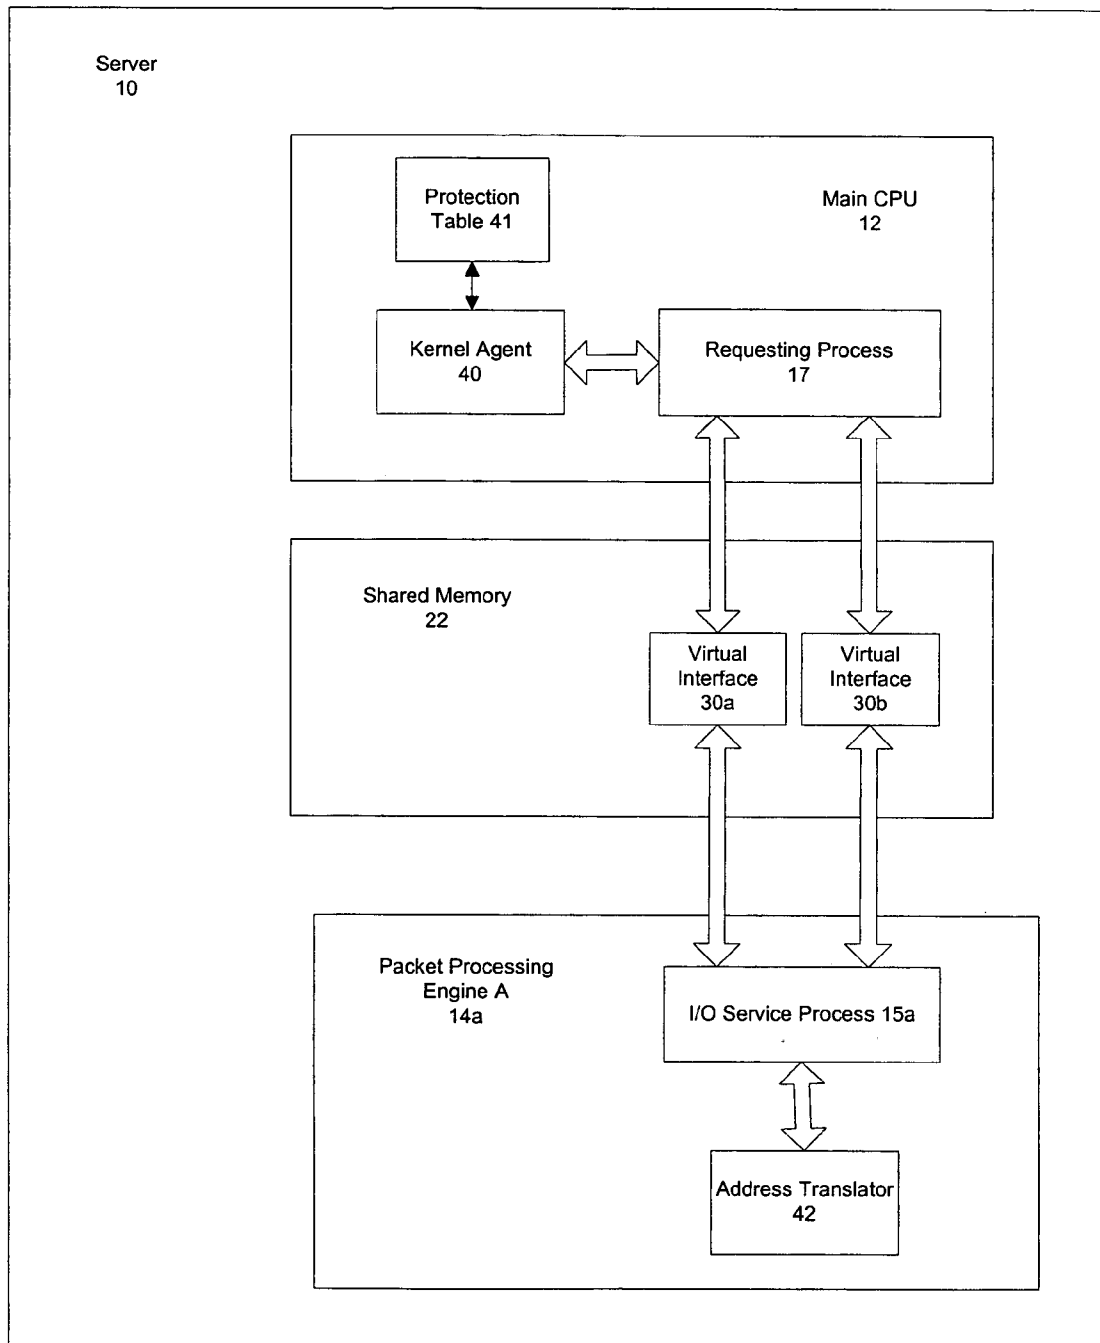 Server
10
Protection
Table 41
Main CPU
12
Kernel Agent
40
Requesting Process
17
Shared Memory
22
Virtual
Interface
30a
Virtual
Interface
30b
Packet Processing
Engine A
14a
I/O Service Process 15a
Address Translator
42